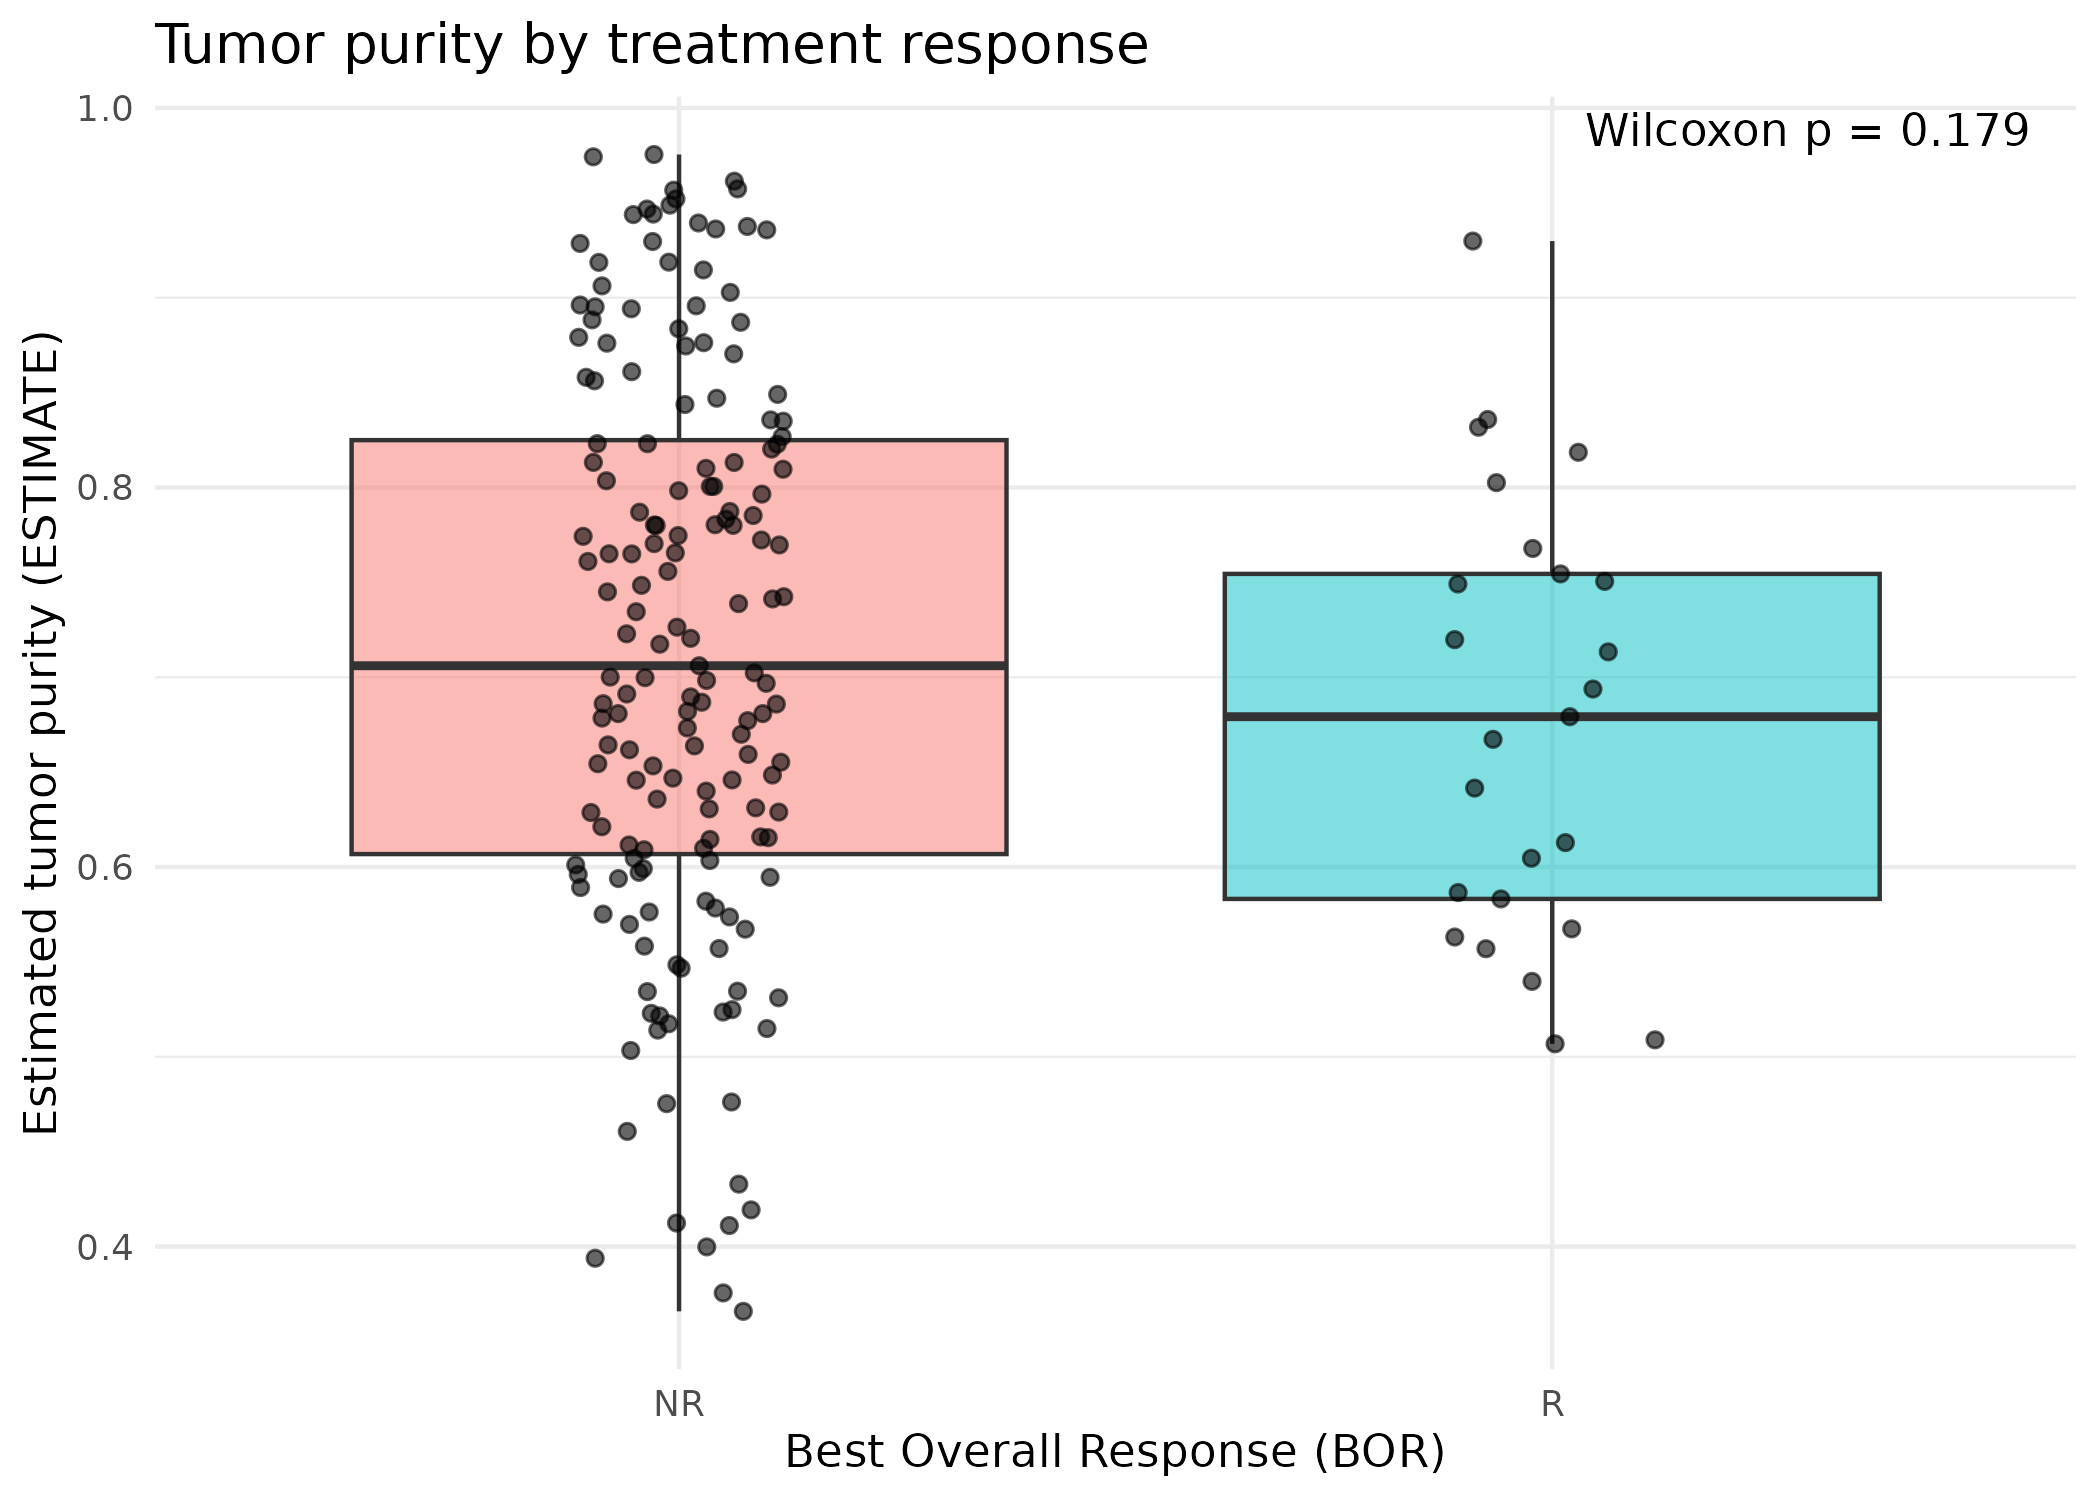 Tumor purity by treatment response
Wilcoxon p = 0.179
Estimated tumor purity (ESTIMATE)
1.0
0.8
0.6
0.4
NR
R
Best Overall Response (BOR)